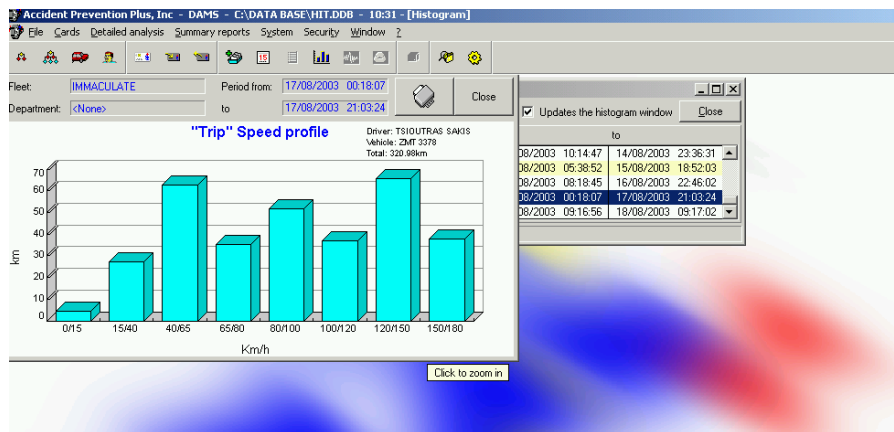 Accident Prevention Plus, Inc - DAMS - C:\DATA BASE\HIT.DDB - 10:31 - [Histogram]
File Cards Detailed analysis Summary reports System Security Window ?
15
Fleet: IMMACULATE Period from: 17/08/2003 00:18:07
Department: <None> to 17/08/2003 21:03:24
Close
"Trip" Speed profile
Driver: TSIOUTRAS SAKIS
Vehicle: ZMT 3378
Total: 320.98km
70
60
50
40
30
20
10
0
km
0/15 15/40 40/65 65/80 80/100 100/120 120/150 150/180
Km/h
Click to zoom in
Updates the histogram window Close
to
08/2003 10:14:47 14/08/2003 23:36:31
08/2003 05:38:52 15/08/2003 18:52:03
08/2003 08:18:45 16/08/2003 22:46:02
08/2003 00:18:07 17/08/2003 21:03:24
08/2003 09:16:56 18/08/2003 09:17:02